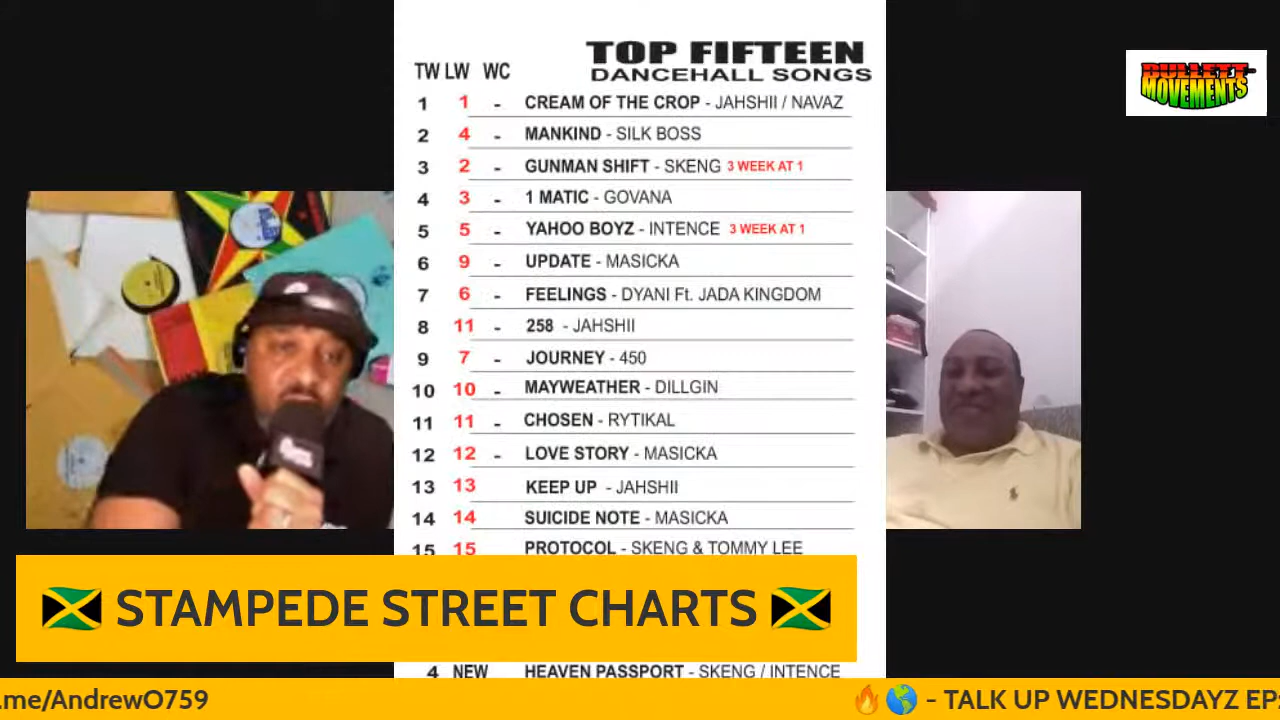 TOP FIFTEEN
TW LW WC DANCEHALL SONGS
1 1 - CREAM OF THE CROP - JAHSHII / NAVAZ
2 4 - MANKIND - SILK BOSS
3 2 - GUNMAN SHIFT - SKENG 3 WEEK AT 1
4 3 - 1 MATIC - GOVANA
5 5 - YAHOO BOYZ - INTENCE 3 WEEK AT 1
6 9 - UPDATE - MASICKA
7 6 - FEELINGS - DYANI Ft. JADA KINGDOM
8 11 - 258 - JAHSHII
9 7 - JOURNEY - 450
10 10 - MAYWEATHER - DILLGIN
11 11 - CHOSEN - RYTIKAL
12 12 - LOVE STORY - MASICKA
13 13 KEEP UP - JAHSHII
14 14 SUICIDE NOTE - MASICKA
15 15 PROTOCOL - SKENG & TOMMY LEE
BULLETT
MOVEMENTS
STAMPEDE STREET CHARTS
4 NEW HEAVEN PASSPORT - SKENG / INTENCE
.me/AndrewO759
- TALK UP WEDNESDAYZ EP: